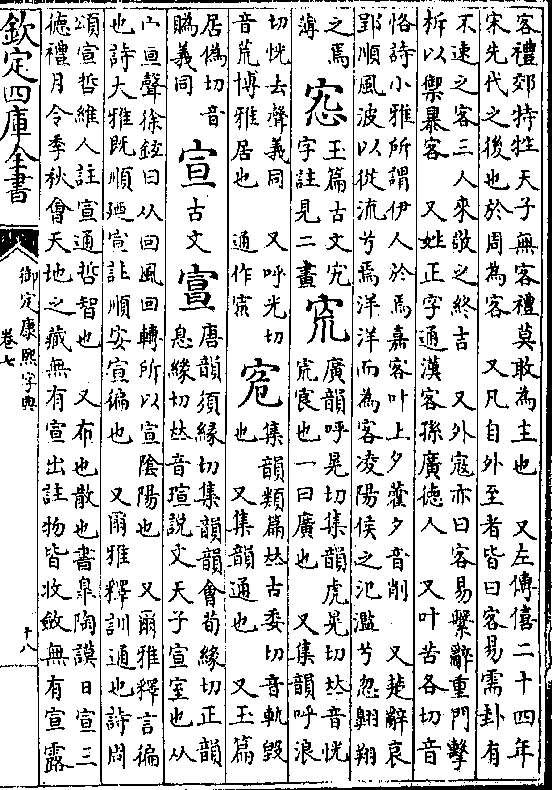 客禮郊特牲天子無客禮莫敢為主也　又左傳僖二十四年
宋先代之後也於周為客　又凡自外至者皆曰客易需卦有
不速之客三人來敬之終吉　又外寇亦曰客易繫辭重門擊
柝以禦暴客　又姓正字通漢客孫廣德人　又叶苦各切音
恪詩小雅所謂伊人於焉嘉客叶上夕藿夕音削　又楚辭哀
郢順風波以從流兮焉洋洋而為客凌陽侯之氾濫兮忽翱翔
之焉
薄
㝐
玉篇古文宄
字註見二畫
㝃
廣韻呼晃切集韻虎晃切𠀤音恍
㝃㝗也一曰廣也　又集韻呼浪
切恍去聲義同　又呼光切
音荒博雅居也　通作㡃
㝒
集韻類篇𠀤古委切音軌毀
也　又集韻通也　又玉篇
居偽切音
䞈義同
宣
古文
𡩬
唐韻須緣切集韻韻會荀緣切正韻
息緣切𠀤音瑄說文天子宣室也从
宀亘聲徐鉉曰从回風回轉所以宣隂陽也　又爾雅釋言徧
也詩大雅既順廼宣註順安宣徧也　又爾雅釋訓通也詩周
頌宣哲維人註宣通哲智也　又布也散也書臯陶謨日宣三
德禮月令季秋會天地之藏無有宣出註物皆收斂無有宣露
欽定四庫全書
御定康熙字典
卷七
十八